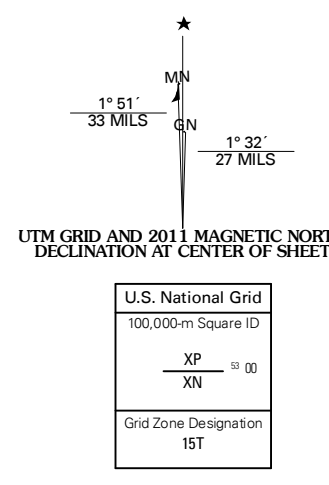 MN
1° 51´
33 MILS
GN
1° 32´
27 MILS
UTM GRID AND 2011 MAGNETIC NORT
DECLINATION AT CENTER OF SHEET
U.S. National Grid
100,000-m Square ID
XP
53 00
XN
Grid Zone Designation
15T